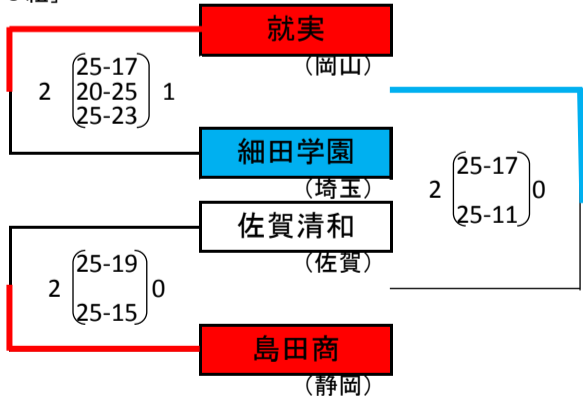 就実
(岡山)
2 25-17 1
20-25
25-23
細田学園
(埼玉)
2 25-17 0
25-11
佐賀清和
(佐賀)
2 25-19 0
25-15
島田商
(静岡)